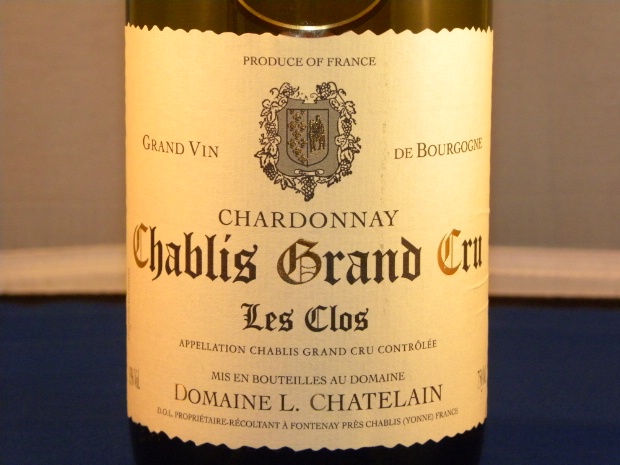 PRODUCE OF FRANCE
GRAND VIN DE BOURGOGNE
CHARDONNAY
Chablis Grand Cru
Les Clos
APPELLATION CHABLIS GRAND CRU CONTRÔLÉE
MIS EN BOUTEILLES AU DOMAINE
DOMAINE L. CHATELAIN
D.O.L. PROPRIÉTAIRE-RÉCOLTANT À FONTENAY PRÈS CHABLIS (YONNE) FRANCE